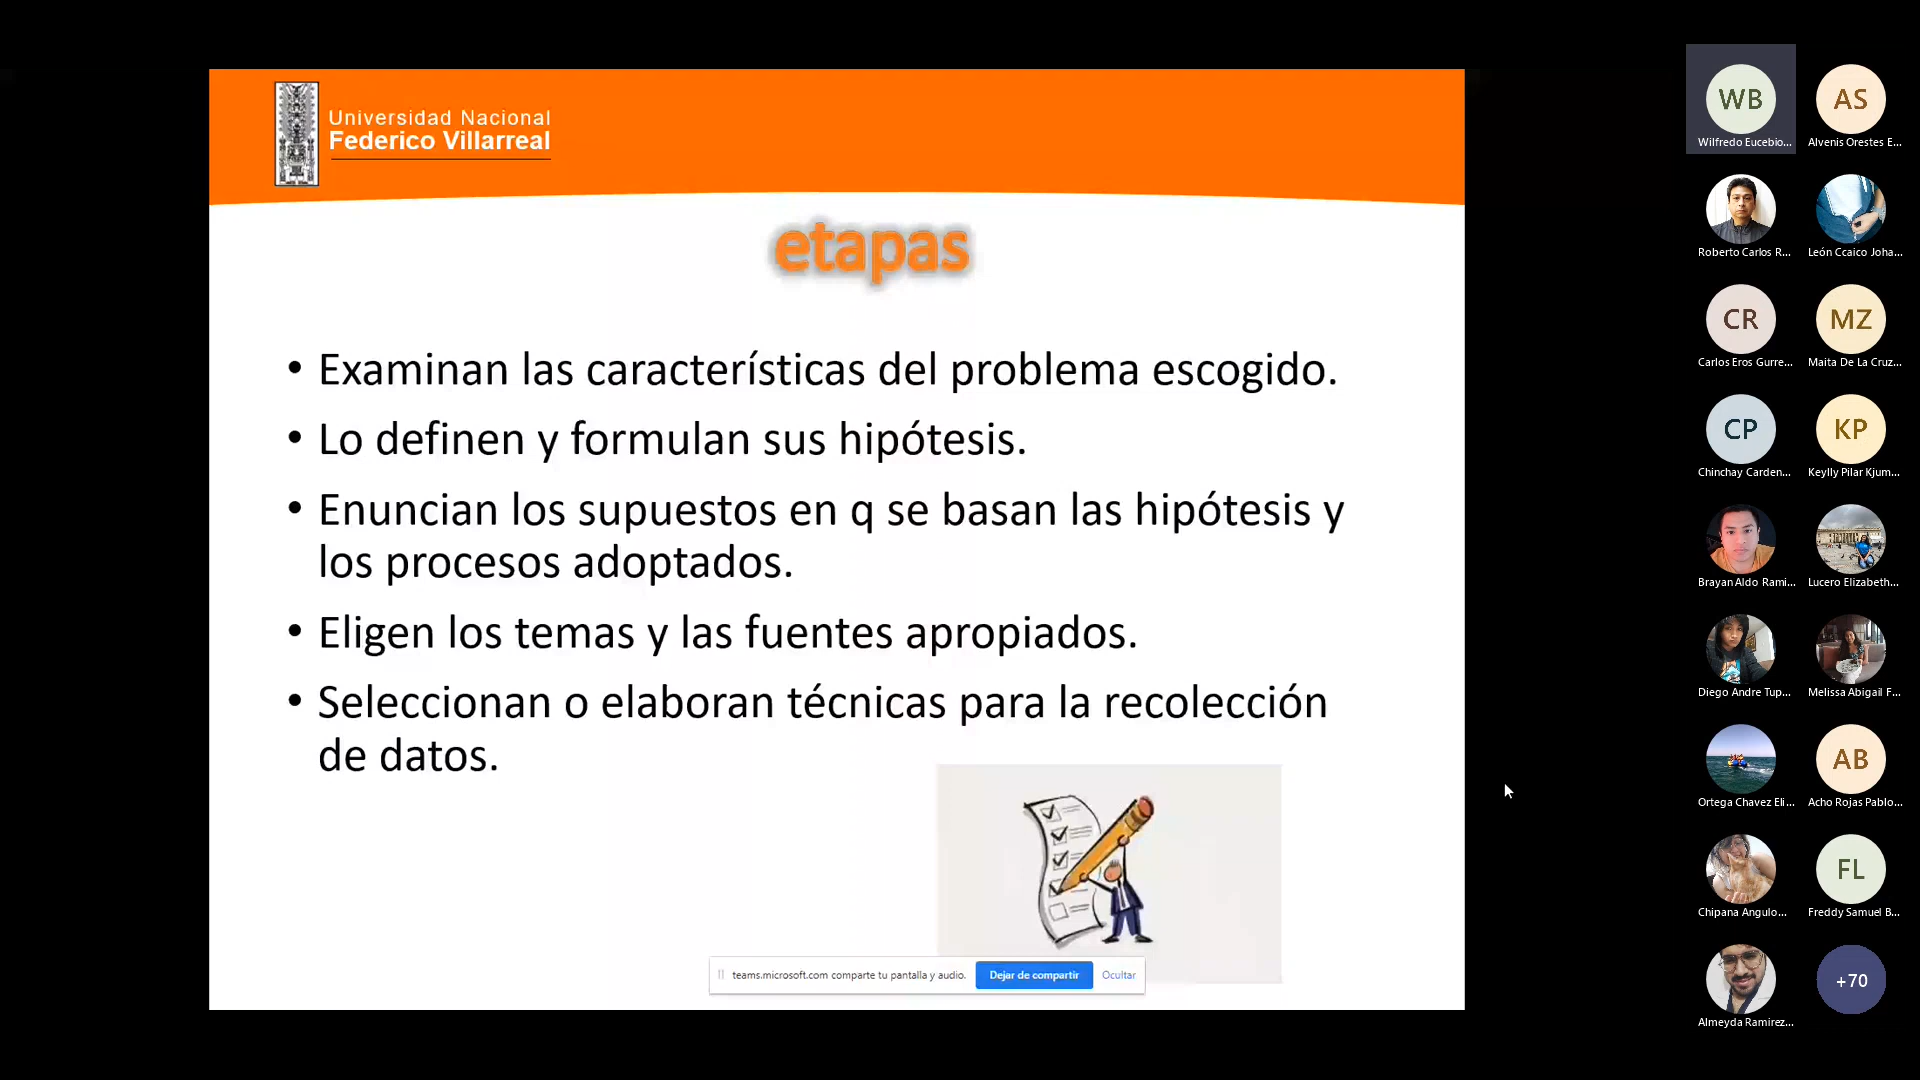 Universidad Nacional
Federico Villarreal
etapas
• Examinan las características del problema escogido.
• Lo definen y formulan sus hipótesis.
• Enuncian los supuestos en q se basan las hipótesis y
los procesos adoptados.
• Eligen los temas y las fuentes apropiados.
• Seleccionan o elaboran técnicas para la recolección
de datos.
teams.microsoft.com comparte tu pantalla y audio.
Dejar de compartir
Ocultar
WB
Wilfredo Eucebio...
AS
Alvenis Orestes E...
Roberto Carlos R...
León Ccaico Joha...
CR
Carlos Eros Gurre...
MZ
Maita De La Cruz...
CP
Chinchay Carden...
KP
Keylly Pilar Kjum...
Brayan Aldo Rami...
Lucero Elizabeth...
Diego Andre Tup...
Melissa Abigail F...
Ortega Chavez Eli...
AB
Acho Rojas Pablo...
Chipana Angulo...
FL
Freddy Samuel B...
Almeyda Ramirez...
+70